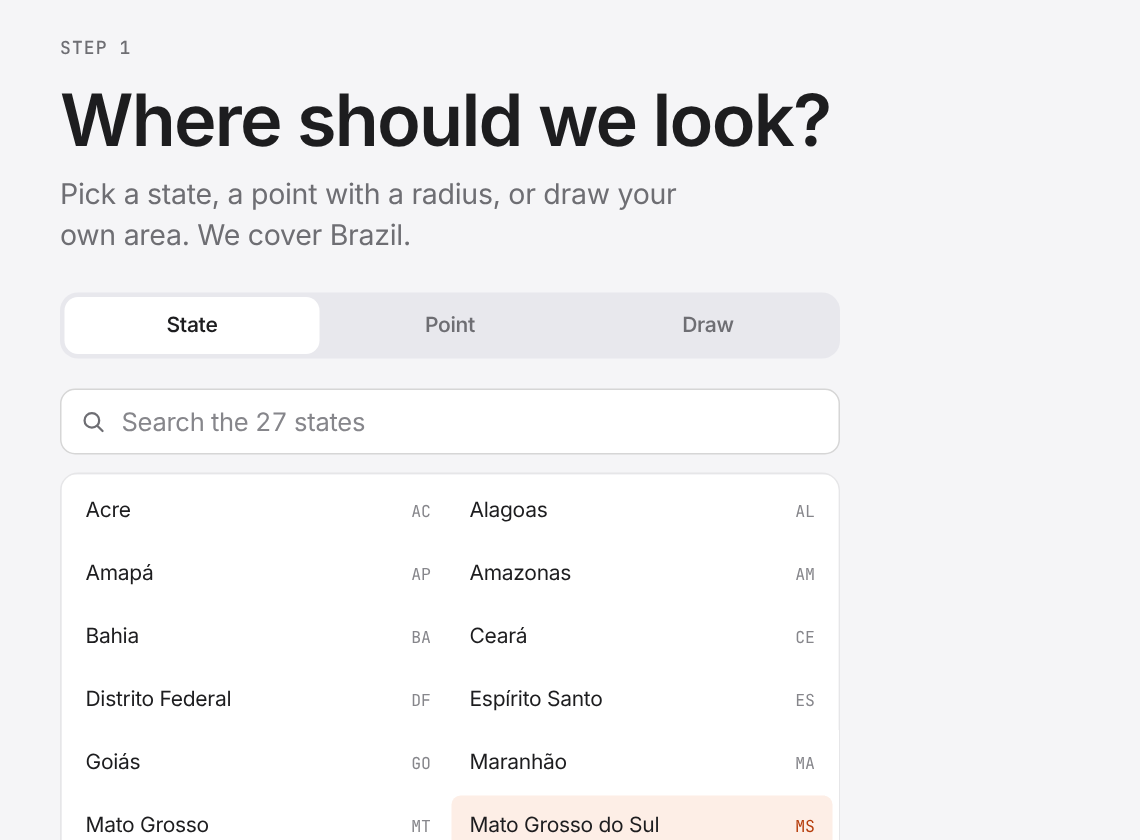 STEP 1
Where should we look?
Pick a state, a point with a radius, or draw your
own area. We cover Brazil.
State Point Draw
Search the 27 states
Acre AC Alagoas AL
Amapá AP Amazonas AM
Bahia BA Ceará CE
Distrito Federal DF Espírito Santo ES
Goiás GO Maranhão MA
Mato Grosso MT Mato Grosso do Sul MS